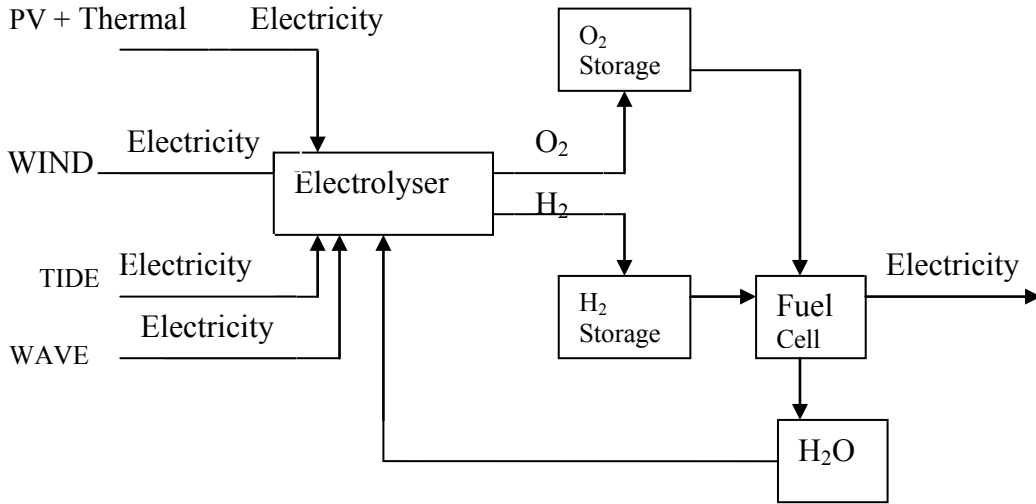 PV + Thermal Electricity
O₂
Storage
Electricity
WIND
O₂
Electrolyser
H₂
TIDE Electricity
Electricity
H₂
Storage
Fuel
Cell
Electricity
WAVE
H₂O